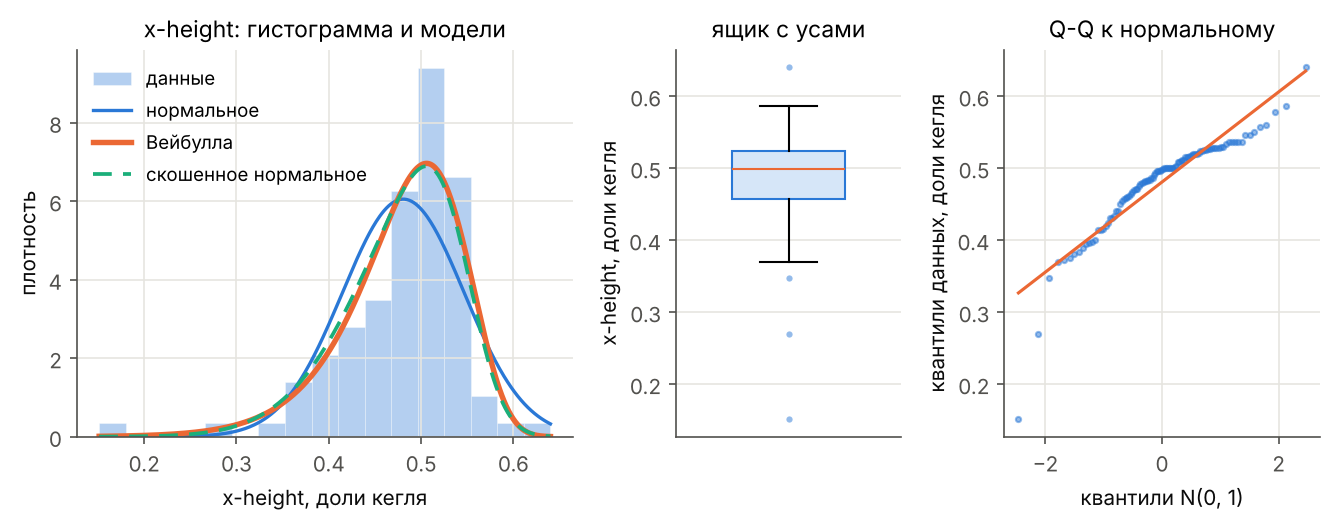 x-height: гистограмма и модели
данные
нормальное
Вейбулла
скошенное нормальное
плотность
8
6
4
2
0
0.2
0.3
0.4
0.5
0.6
x-height, доли кегля
ящик с усами
x-height, доли кегля
0.6
0.5
0.4
0.3
0.2
Q-Q к нормальному
квантили данных, доли кегля
0.6
0.5
0.4
0.3
0.2
−2
0
2
квантили N(0, 1)